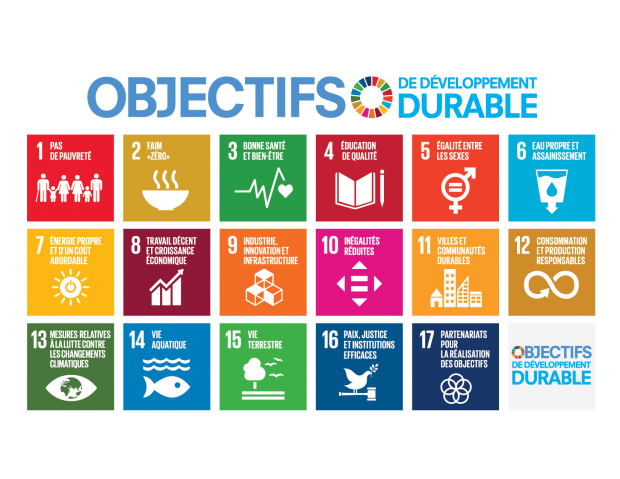 OBJECTIFS
DE DÉVELOPPEMENT
DURABLE
1 PAS
DE PAUVRETÉ
2 FAIM
«ZÉRO»
3 BONNE SANTÉ
ET BIEN-ÊTRE
4 ÉDUCATION
DE QUALITÉ
5 ÉGALITÉ ENTRE
LES SEXES
6 EAU PROPRE ET
ASSAINISSEMENT
7 ÉNERGIE PROPRE
ET D'UN COÛT
ABORDABLE
8 TRAVAIL DÉCENT
ET CROISSANCE
ÉCONOMIQUE
9 INDUSTRIE,
INNOVATION ET
INFRASTRUCTURE
10 INÉGALITÉS
RÉDUITES
11 VILLES ET
COMMUNAUTÉS
DURABLES
12 CONSOMMATION
ET PRODUCTION
RESPONSABLES
13 MESURES RELATIVES
À LA LUTTE CONTRE
LES CHANGEMENTS
CLIMATIQUES
14 VIE
AQUATIQUE
15 VIE
TERRESTRE
16 PAIX, JUSTICE
ET INSTITUTIONS
EFFICACES
17 PARTENARIATS
POUR
LA RÉALISATION
DES OBJECTIFS
OBJECTIFS
DE DÉVELOPPEMENT
DURABLE